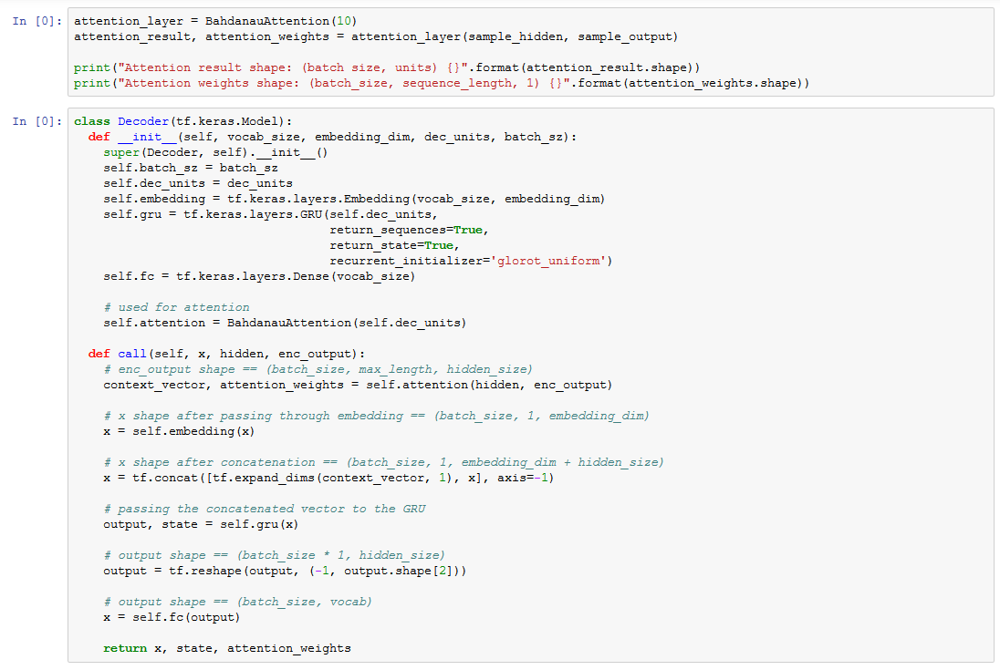 In [0]: attention_layer = BahdanauAttention(10)
attention_result, attention_weights = attention_layer(sample_hidden, sample_output)

print("Attention result shape: (batch size, units) {}".format(attention_result.shape))
print("Attention weights shape: (batch_size, sequence_length, 1) {}".format(attention_weights.shape))

In [0]: class Decoder(tf.keras.Model):
  def __init__(self, vocab_size, embedding_dim, dec_units, batch_sz):
    super(Decoder, self).__init__()
    self.batch_sz = batch_sz
    self.dec_units = dec_units
    self.embedding = tf.keras.layers.Embedding(vocab_size, embedding_dim)
    self.gru = tf.keras.layers.GRU(self.dec_units,
                                   return_sequences=True,
                                   return_state=True,
                                   recurrent_initializer='glorot_uniform')
    self.fc = tf.keras.layers.Dense(vocab_size)

    # used for attention
    self.attention = BahdanauAttention(self.dec_units)

  def call(self, x, hidden, enc_output):
    # enc_output shape == (batch_size, max_length, hidden_size)
    context_vector, attention_weights = self.attention(hidden, enc_output)

    # x shape after passing through embedding == (batch_size, 1, embedding_dim)
    x = self.embedding(x)

    # x shape after concatenation == (batch_size, 1, embedding_dim + hidden_size)
    x = tf.concat([tf.expand_dims(context_vector, 1), x], axis=-1)

    # passing the concatenated vector to the GRU
    output, state = self.gru(x)

    # output shape == (batch_size * 1, hidden_size)
    output = tf.reshape(output, (-1, output.shape[2]))

    # output shape == (batch_size, vocab)
    x = self.fc(output)

    return x, state, attention_weights